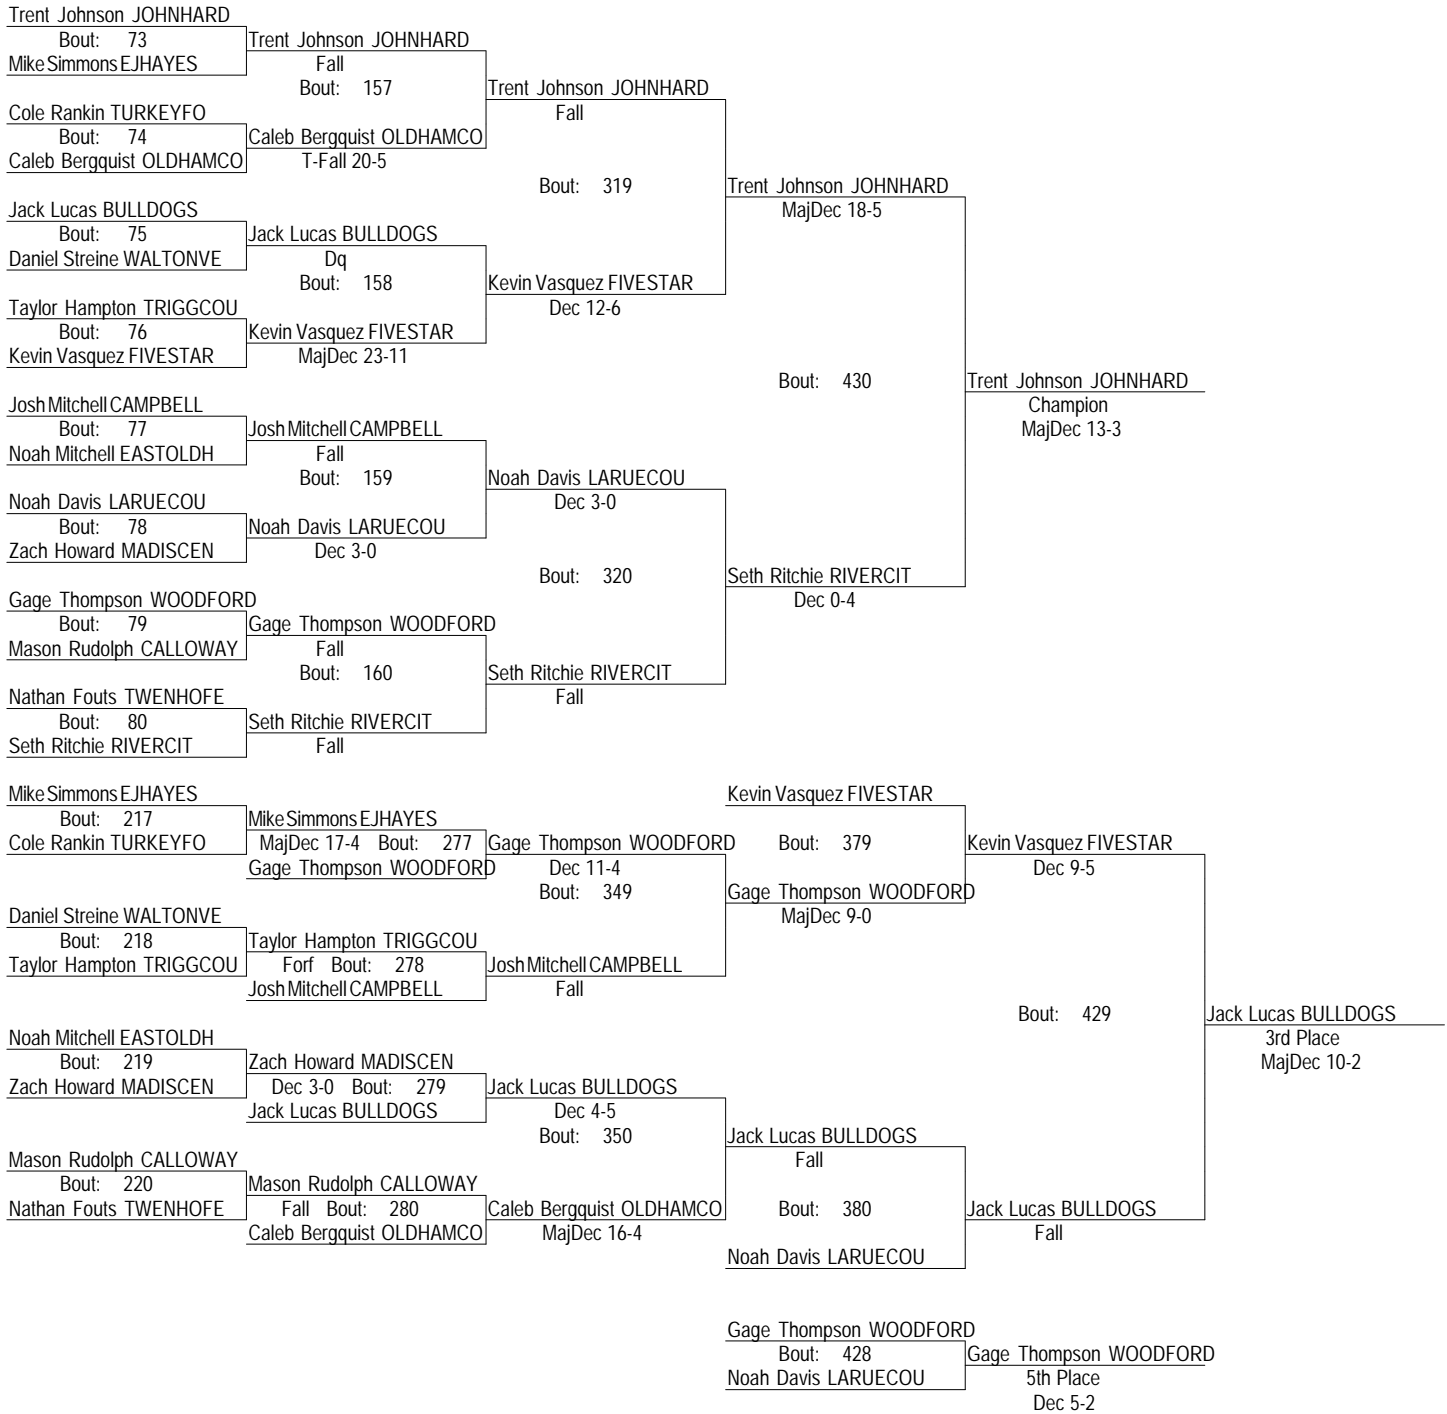 Trent Johnson JOHNHARD
Bout: 73
Trent Johnson JOHNHARD
Mike Simmons EJHAYES
Fall
Bout: 157
Trent Johnson JOHNHARD
Cole Rankin TURKEYFO
Fall
Bout: 74
Caleb Bergquist OLDHAMCO
Caleb Bergquist OLDHAMCO
T-Fall 20-5
Bout: 319
Trent Johnson JOHNHARD
Jack Lucas BULLDOGS
MajDec 18-5
Bout: 75
Jack Lucas BULLDOGS
Daniel Streine WALTONVE
Dq
Bout: 158
Kevin Vasquez FIVESTAR
Taylor Hampton TRIGGCOU
Dec 12-6
Bout: 76
Kevin Vasquez FIVESTAR
Kevin Vasquez FIVESTAR
MajDec 23-11
Bout: 430
Trent Johnson JOHNHARD
Josh Mitchell CAMPBELL
Champion
Bout: 77
Josh Mitchell CAMPBELL
MajDec 13-3
Noah Mitchell EASTOLDH
Fall
Bout: 159
Noah Davis LARUECOU
Noah Davis LARUECOU
Dec 3-0
Bout: 78
Noah Davis LARUECOU
Zach Howard MADISCEN
Dec 3-0
Bout: 320
Seth Ritchie RIVERCIT
Gage Thompson WOODFORD
Dec 0-4
Bout: 79
Gage Thompson WOODFORD
Mason Rudolph CALLOWAY
Fall
Bout: 160
Seth Ritchie RIVERCIT
Nathan Fouts TWENHOFE
Fall
Bout: 80
Seth Ritchie RIVERCIT
Seth Ritchie RIVERCIT
Fall
Mike Simmons EJHAYES
Kevin Vasquez FIVESTAR
Bout: 217
Mike Simmons EJHAYES
Cole Rankin TURKEYFO
MajDec 17-4 Bout: 277
Gage Thompson WOODFORD
Bout: 379
Kevin Vasquez FIVESTAR
Gage Thompson WOODFORD
Dec 11-4
Dec 9-5
Bout: 349
Gage Thompson WOODFORD
Daniel Streine WALTONVE
MajDec 9-0
Bout: 218
Taylor Hampton TRIGGCOU
Taylor Hampton TRIGGCOU
Forf Bout: 278
Josh Mitchell CAMPBELL
Josh Mitchell CAMPBELL
Fall
Bout: 429
Jack Lucas BULLDOGS
Noah Mitchell EASTOLDH
3rd Place
Bout: 219
Zach Howard MADISCEN
MajDec 10-2
Zach Howard MADISCEN
Dec 3-0 Bout: 279
Jack Lucas BULLDOGS
Jack Lucas BULLDOGS
Dec 4-5
Bout: 350
Jack Lucas BULLDOGS
Mason Rudolph CALLOWAY
Fall
Bout: 220
Mason Rudolph CALLOWAY
Nathan Fouts TWENHOFE
Fall Bout: 280
Caleb Bergquist OLDHAMCO
Bout: 380
Jack Lucas BULLDOGS
Caleb Bergquist OLDHAMCO
MajDec 16-4
Fall
Noah Davis LARUECOU
Gage Thompson WOODFORD
Bout: 428
Gage Thompson WOODFORD
Noah Davis LARUECOU
5th Place
Dec 5-2